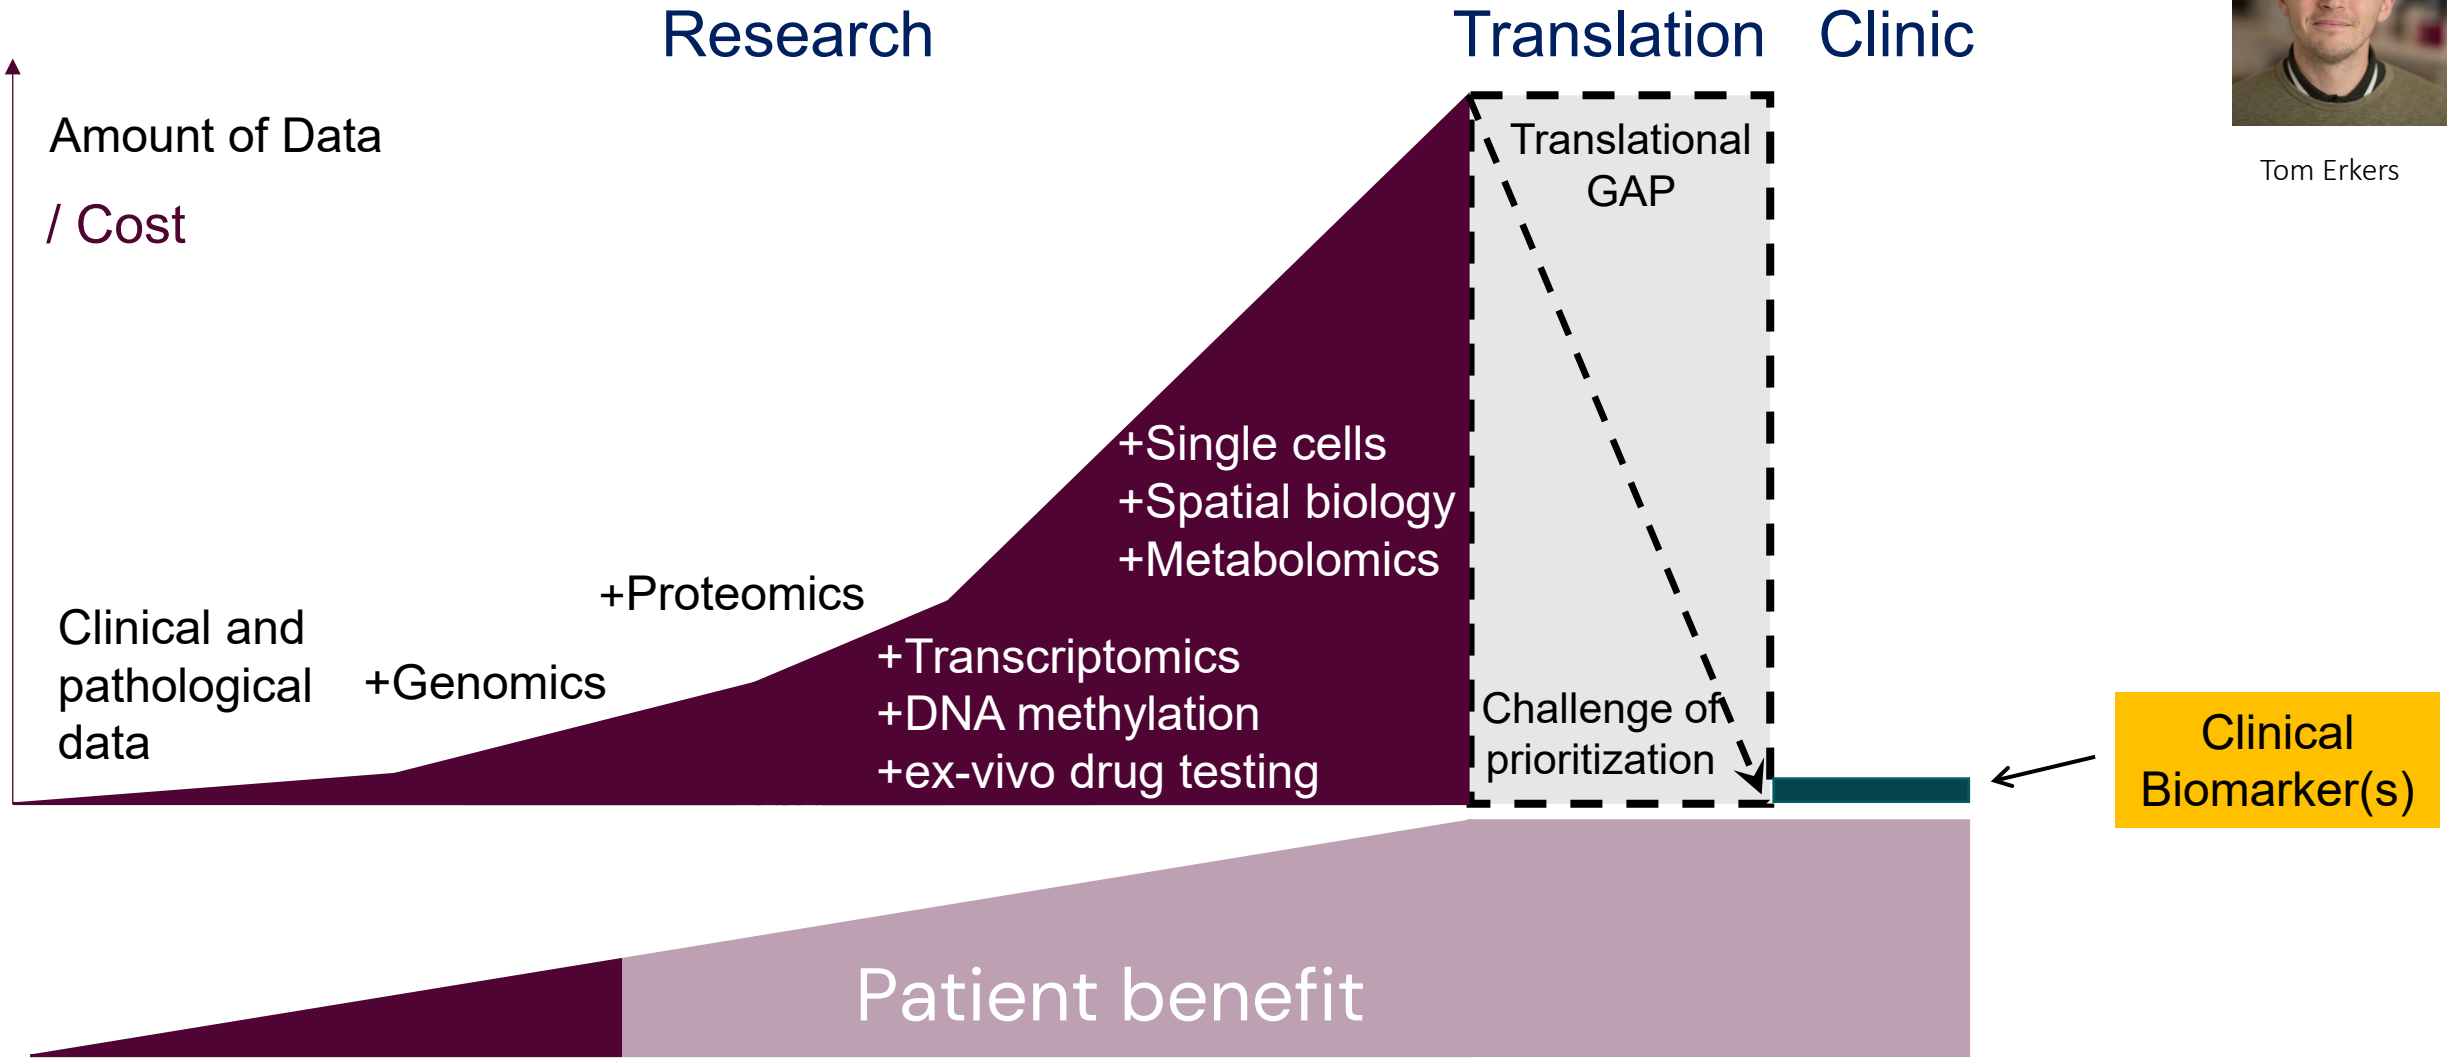 Research
Translation
Clinic
Tom Erkers
Amount of Data
/ Cost
Translational
GAP
+Single cells
+Spatial biology
+Metabolomics
+Proteomics
Clinical and
pathological
data
+Genomics
+Transcriptomics
+DNA methylation
+ex-vivo drug testing
Challenge of
prioritization
Clinical
Biomarker(s)
Patient benefit